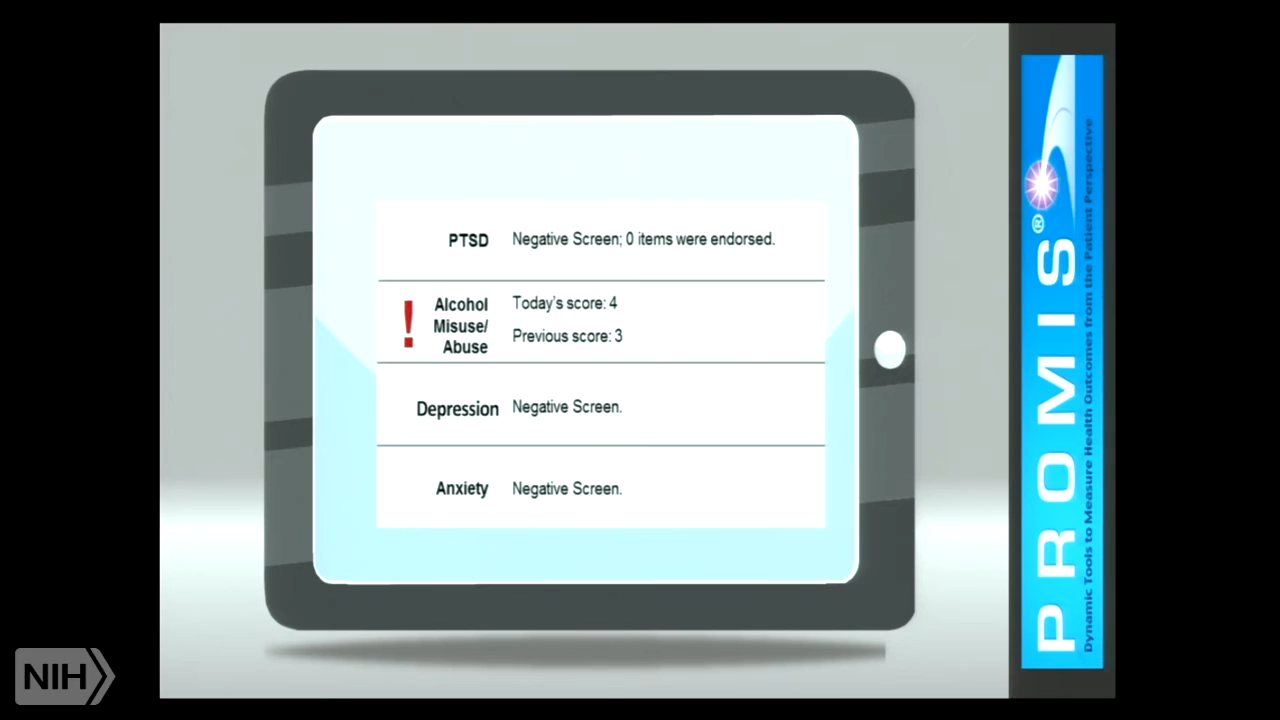 PTSD Negative Screen; 0 items were endorsed.
! Alcohol Misuse/ Abuse
Today's score: 4
Previous score: 3
Depression Negative Screen.
Anxiety Negative Screen.
PROMIS®
Dynamic Tools to Measure Health Outcomes from the Patient Perspective
NIH